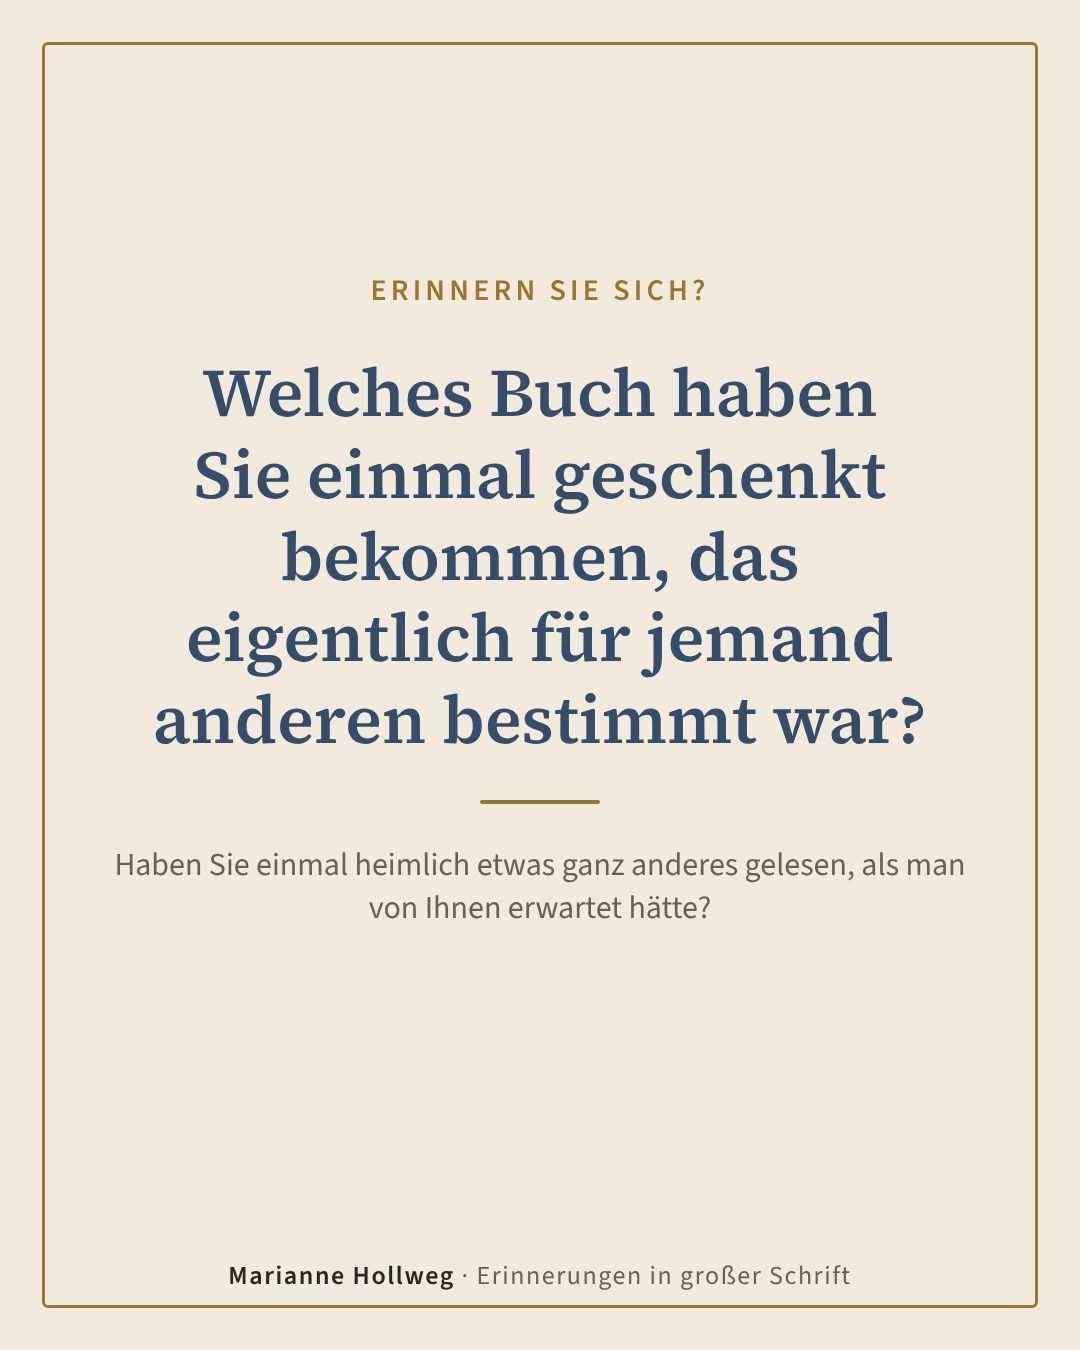 ERINNERN SIE SICH?
Welches Buch haben
Sie einmal geschenkt
bekommen, das
eigentlich für jemand
anderen bestimmt war?
Haben Sie einmal heimlich etwas ganz anderes gelesen, als man
von Ihnen erwartet hätte?
Marianne Hollweg · Erinnerungen in großer Schrift